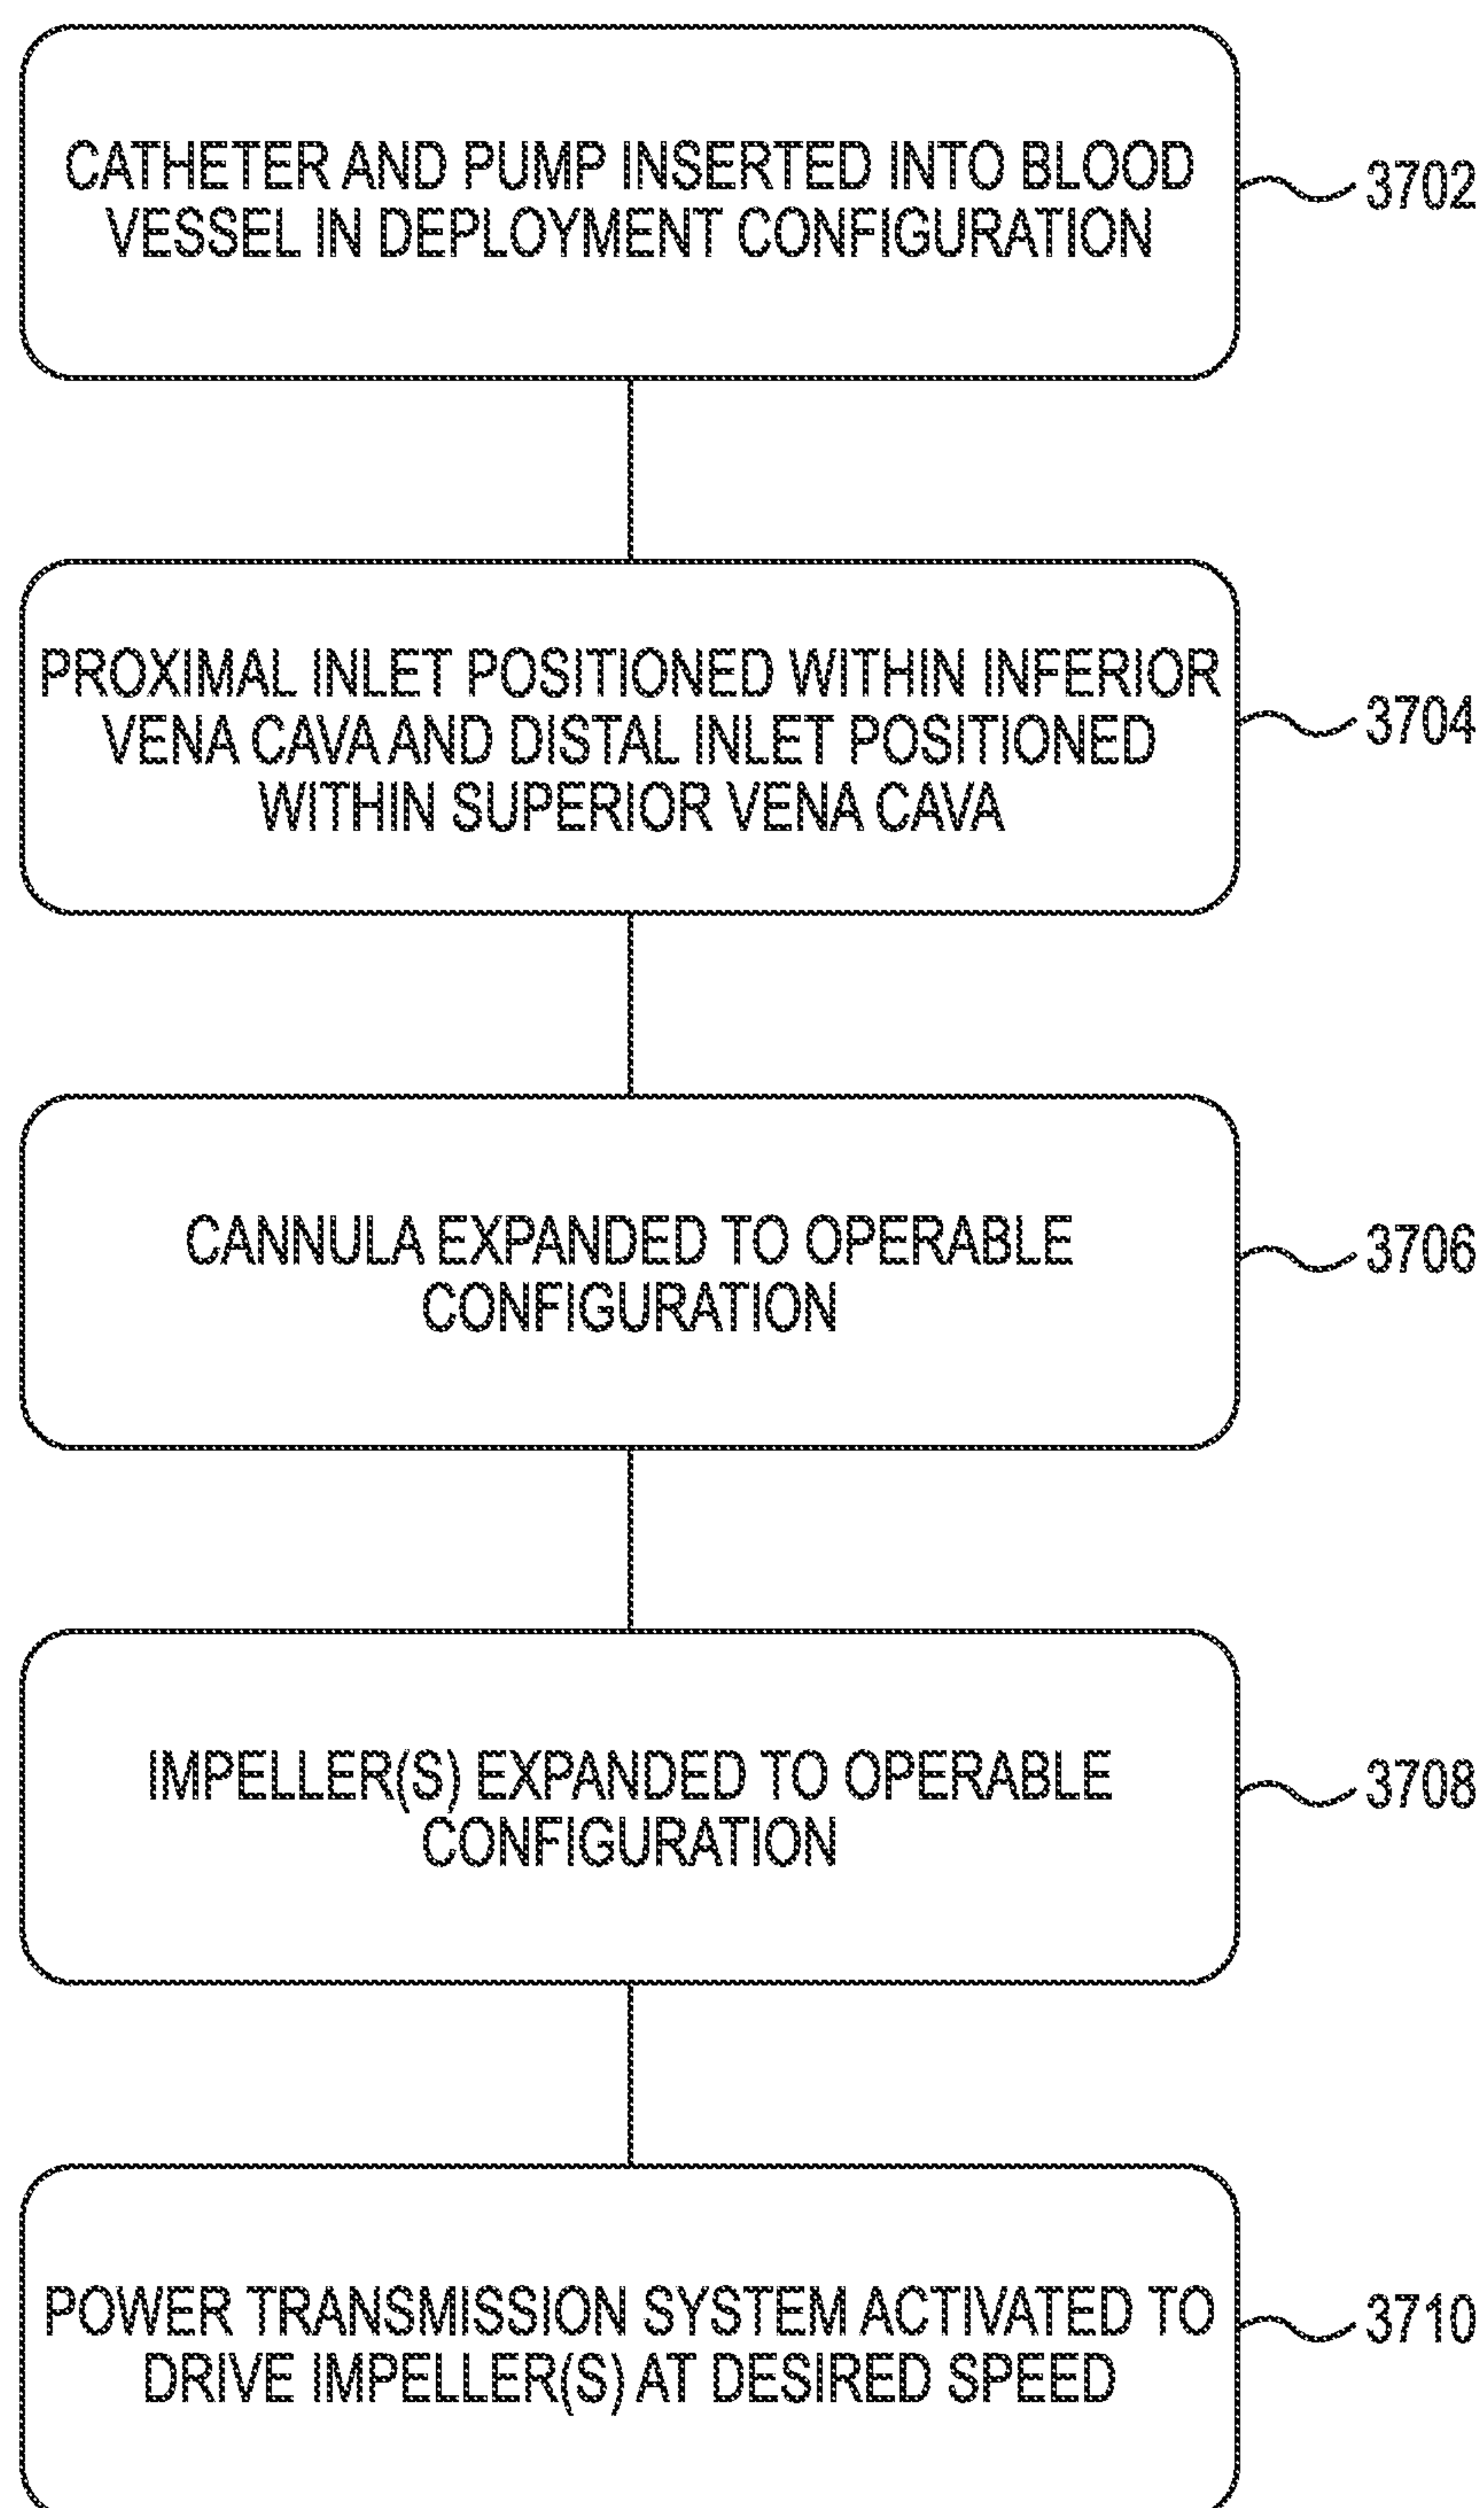 CATHETER AND PUMP INSERTED INTO BLOOD
VESSEL IN DEPLOYMENT CONFIGURATION
3702
PROXIMAL INLET POSITIONED WITHIN INFERIOR
VENA CAVA AND DISTAL INLET POSITIONED
WITHIN SUPERIOR VENA CAVA
3704
CANNULA EXPANDED TO OPERABLE
CONFIGURATION
3706
IMPELLER(S) EXPANDED TO OPERABLE
CONFIGURATION
3708
POWER TRANSMISSION SYSTEM ACTIVATED TO
DRIVE IMPELLER(S) AT DESIRED SPEED
3710